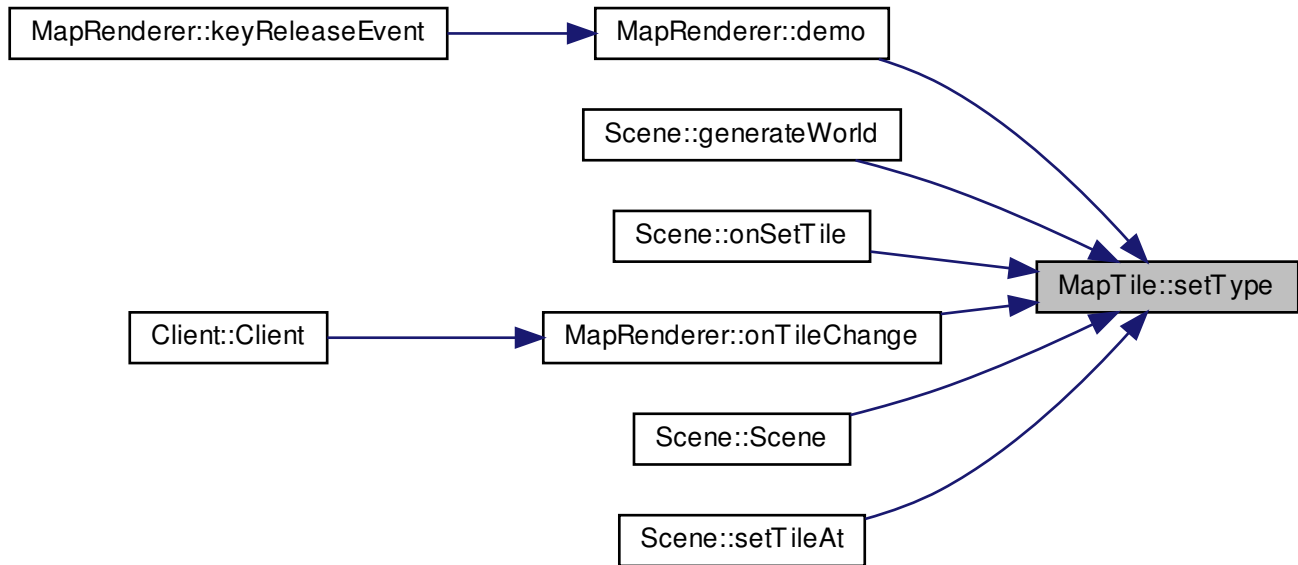 MapRenderer::keyReleaseEvent
MapRenderer::demo
Scene::generateWorld
Scene::onSetTile
MapTile::setType
Client::Client
MapRenderer::onTileChange
Scene::Scene
Scene::setTileAt